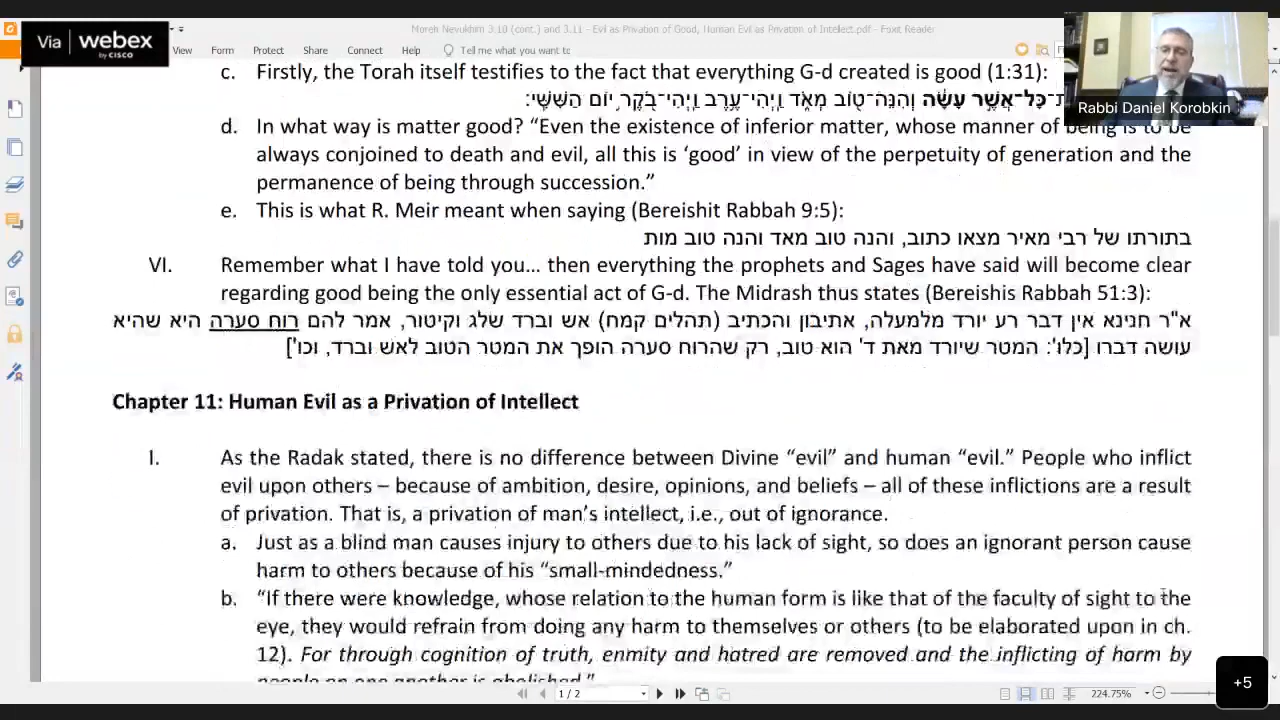 Via webex
by CISCO
Moreh Nevukhim 3:10 (cont.) and 3.11 - Evil as Privation of Good, Human Evil as Privation of Intellect.pdf - Foxit Reader
View Form Protect Share Connect Help Tell me what you want to
Rabbi Daniel Korobkin
c. Firstly, the Torah itself testifies to the fact that everything G-d created is good (1:31):
כׇּל־אֲשֶׁר עָשָׂה וְהִנֵּה־טוֹב מְאֹד וַיְהִי־עֶרֶב וַיְהִי־בֹקֶר יוֹם הַשִּׁשִּׁי:
d. In what way is matter good? “Even the existence of inferior matter, whose manner of being is to be
always conjoined to death and evil, all this is ‘good’ in view of the perpetuity of generation and the
permanence of being through succession.”
e. This is what R. Meir meant when saying (Bereishit Rabbah 9:5):
בתורתו של רבי מאיר מצאו כתוב, והנה טוב מאד והנה טוב מות
VI. Remember what I have told you… then everything the prophets and Sages have said will become clear
regarding good being the only essential act of G-d. The Midrash thus states (Bereishis Rabbah 51:3):
א"ר חנינא אין דבר רע יורד מלמעלה, אתיבון והכתיב (תהלים קמח) אש וברד שלג וקיטור, אמר להם רוח סערה היא שהיא
עושה דברו [כלו': המטר שיורד מאת ד' הוא טוב, רק שהרוח סערה הופך את המטר הטוב לאש וברד, וכו']
Chapter 11: Human Evil as a Privation of Intellect
I. As the Radak stated, there is no difference between Divine “evil” and human “evil.” People who inflict
evil upon others – because of ambition, desire, opinions, and beliefs – all of these inflictions are a result
of privation. That is, a privation of man’s intellect, i.e., out of ignorance.
a. Just as a blind man causes injury to others due to his lack of sight, so does an ignorant person cause
harm to others because of his “small-mindedness.”
b. “If there were knowledge, whose relation to the human form is like that of the faculty of sight to the
eye, they would refrain from doing any harm to themselves or others (to be elaborated upon in ch.
12). For through cognition of truth, enmity and hatred are removed and the inflicting of harm by
people on one another is abolished.”
1 / 2
224.75%
+5